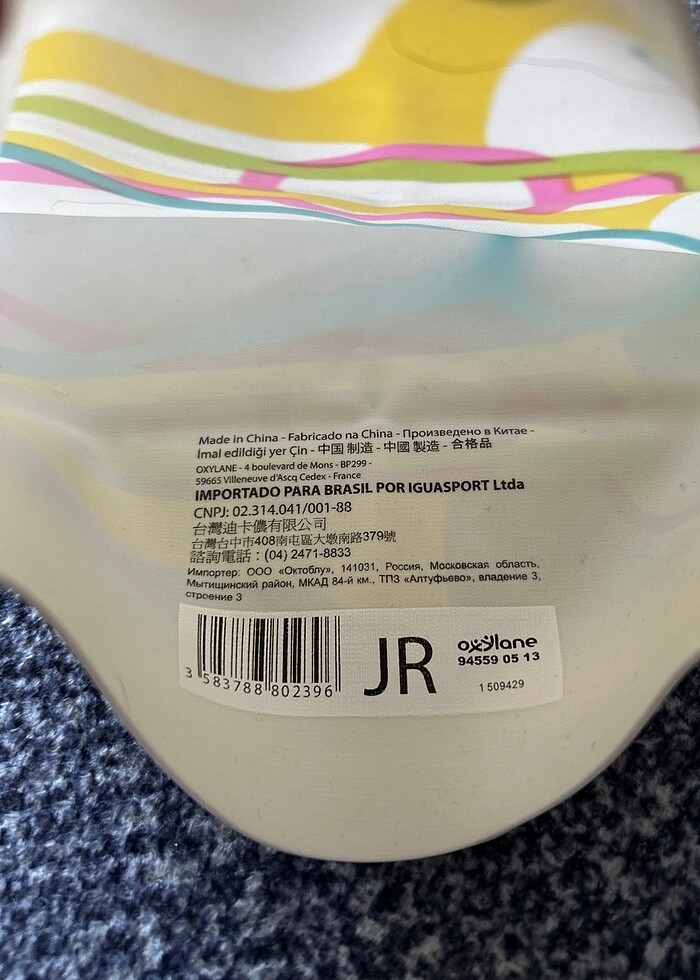 Made in China - Fabricado na China - Произведено в Китае -
İmal edildiği yer Çin - 中国 制造 - 中國 製造 - 合格品
OXYLANE - 4 boulevard de Mons - BP299 -
59665 Villeneuve d'Ascq Cedex - France
IMPORTADO PARA BRASIL POR IGUASPORT Ltda
CNPJ: 02.314.041/001-88
台灣迪卡儂有限公司
台灣台中市408南屯區大墩南路379號
諮詢電話：(04) 2471-8833
Импортер: ООО «Октоблу», 141031, Россия, Московская область,
Мытищинский район, МКАД 84-й км., ТПЗ «Алтуфьево», владение 3,
строение 3
3 583788 802396
JR
oxylane
94559 05 13
1 509429